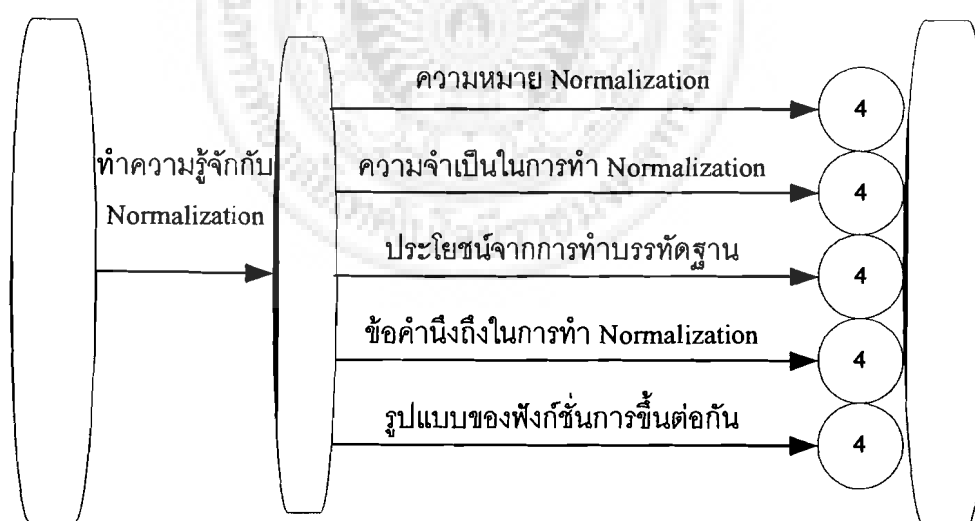 ความหมาย Normalization
4
ทำความรู้จักกับ
Normalization
ความจำเป็นในการทำ Normalization
4
ประโยชน์จากการทำบรรทัดฐาน
4
ข้อคำนึงถึงในการทำ Normalization
4
รูปแบบของฟังก์ชั่นการขึ้นต่อกัน
4